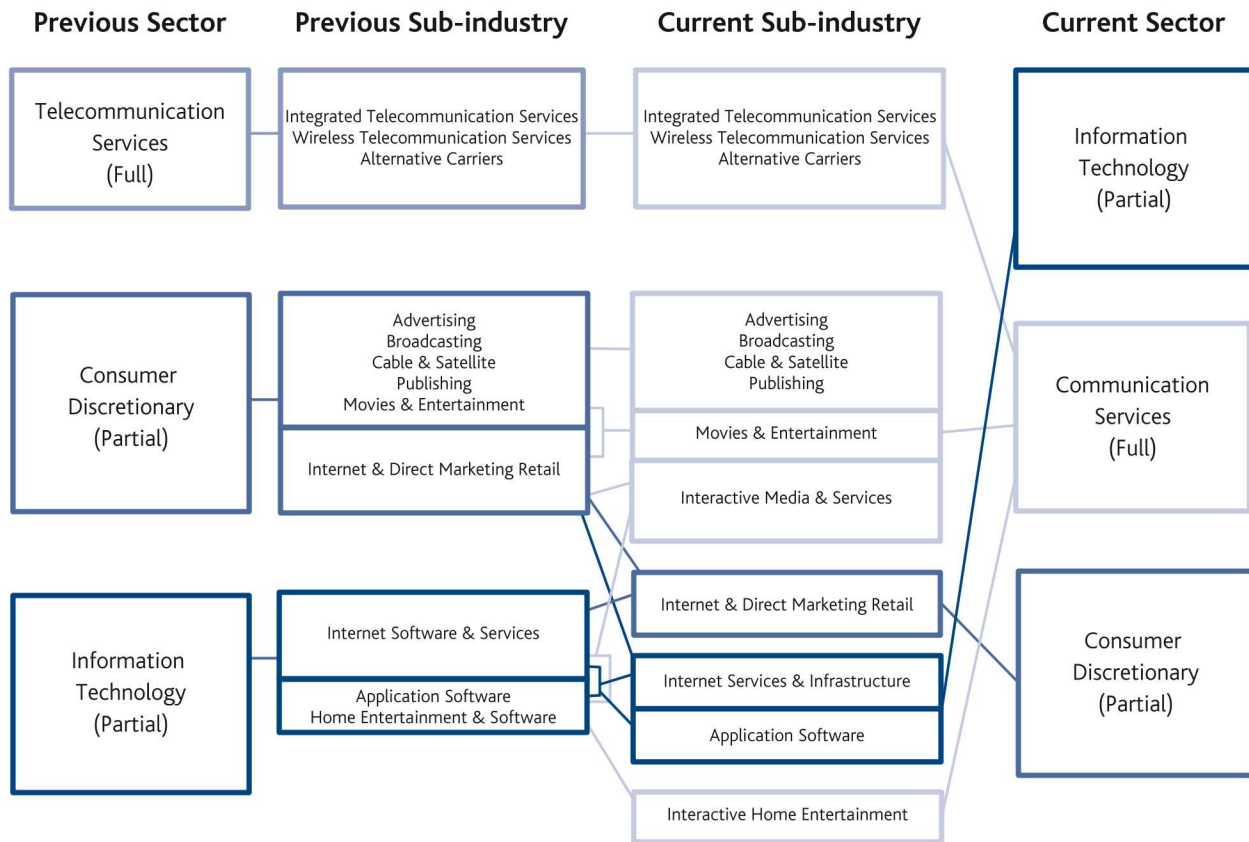 Previous Sector
Previous Sub-industry
Current Sub-industry
Current Sector
Telecommunication
Services
(Full)
Integrated Telecommunication Services
Wireless Telecommunication Services
Alternative Carriers
Integrated Telecommunication Services
Wireless Telecommunication Services
Alternative Carriers
Information
Technology
(Partial)
Consumer
Discretionary
(Partial)
Advertising
Broadcasting
Cable & Satellite
Publishing
Movies & Entertainment
Internet & Direct Marketing Retail
Advertising
Broadcasting
Cable & Satellite
Publishing
Movies & Entertainment
Interactive Media & Services
Communication
Services
(Full)
Information
Technology
(Partial)
Internet Software & Services
Application Software
Home Entertainment & Software
Internet & Direct Marketing Retail
Internet Services & Infrastructure
Application Software
Interactive Home Entertainment
Consumer
Discretionary
(Partial)